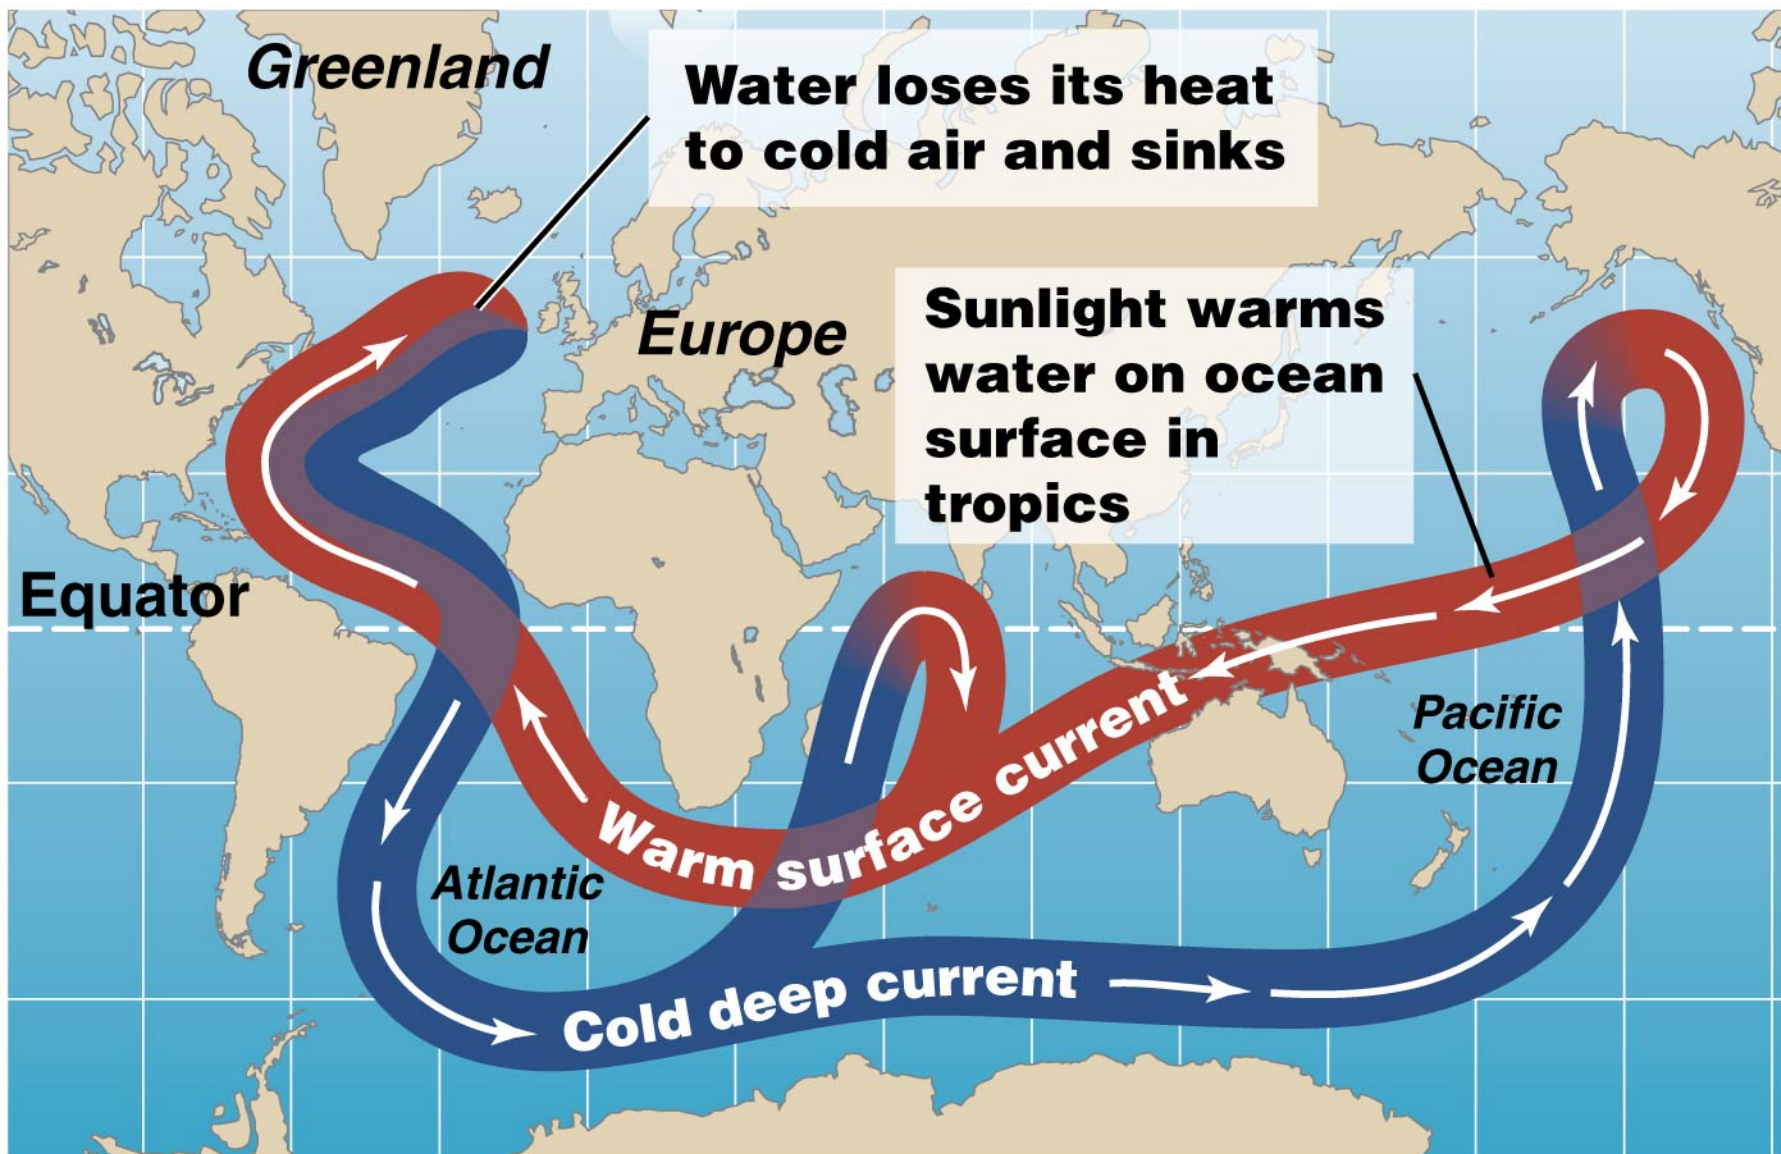 Greenland
Water loses its heat
to cold air and sinks
Europe
Sunlight warms
water on ocean
surface in
tropics
Equator
Pacific
Ocean
Warm surface current
Atlantic
Ocean
Cold deep current